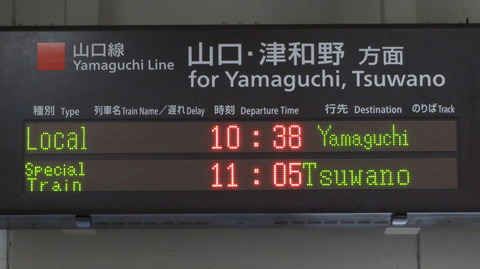 山口線
Yamaguchi Line
山口・津和野 方面
for Yamaguchi, Tsuwano
種別 Type 列車名 Train Name／遅れ Delay 時刻 Departure Time 行先 Destination のりば Track
Local 10:38 Yamaguchi
Special Train 11:05 Tsuwano